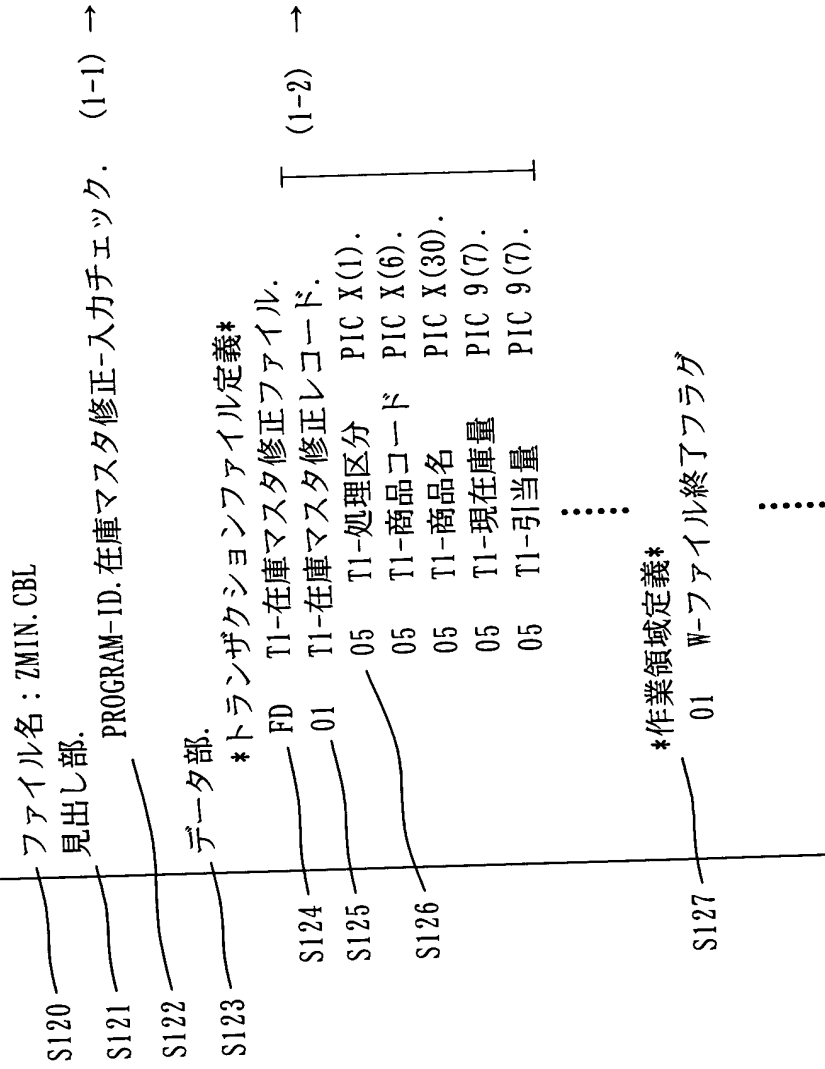 S120 ファイル名:ZMIN.CBL
S121 見出し部.
S122 PROGRAM-ID.在庫マスタ修正-入力チェック. (1-1) →
S123 データ部.
*トランザクションファイル定義*
S124 FD T1-在庫マスタ修正ファイル.
S125 01 T1-在庫マスタ修正レコード.
S126 05 T1-処理区分 PIC X(1). (1-2) →
05 T1-商品コード PIC X(6).
05 T1-商品名 PIC X(30).
05 T1-現在庫量 PIC 9(7).
05 T1-引当量 PIC 9(7).
……
S127 *作業領域定義*
01 W-ファイル終了フラグ
……